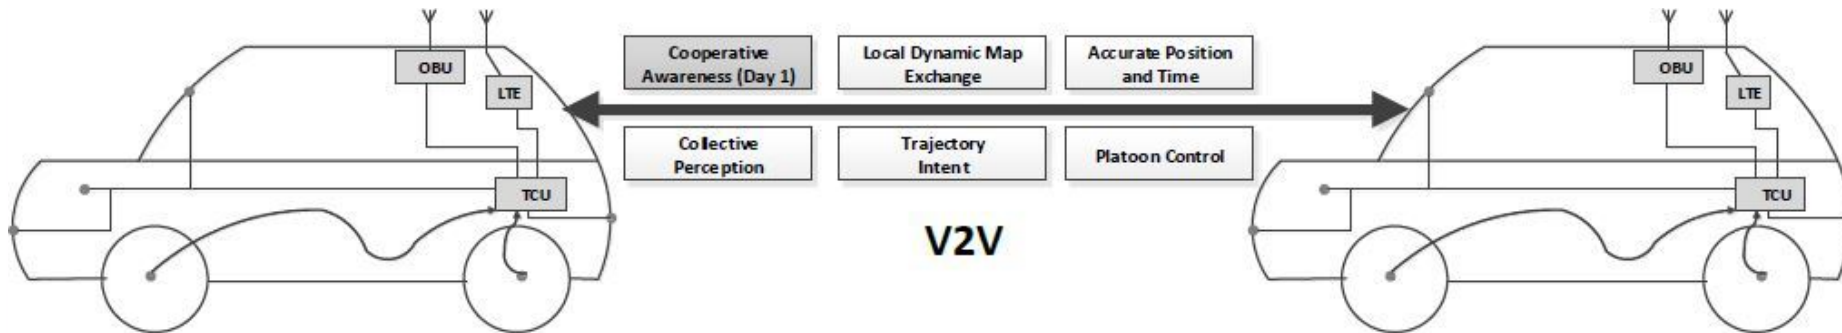 OBU
LTE
TCU
Cooperative
Awareness (Day 1)
Local Dynamic Map
Exchange
Accurate Position
and Time
Collective
Perception
Trajectory
Intent
Platoon Control
V2V
OBU
LTE
TCU